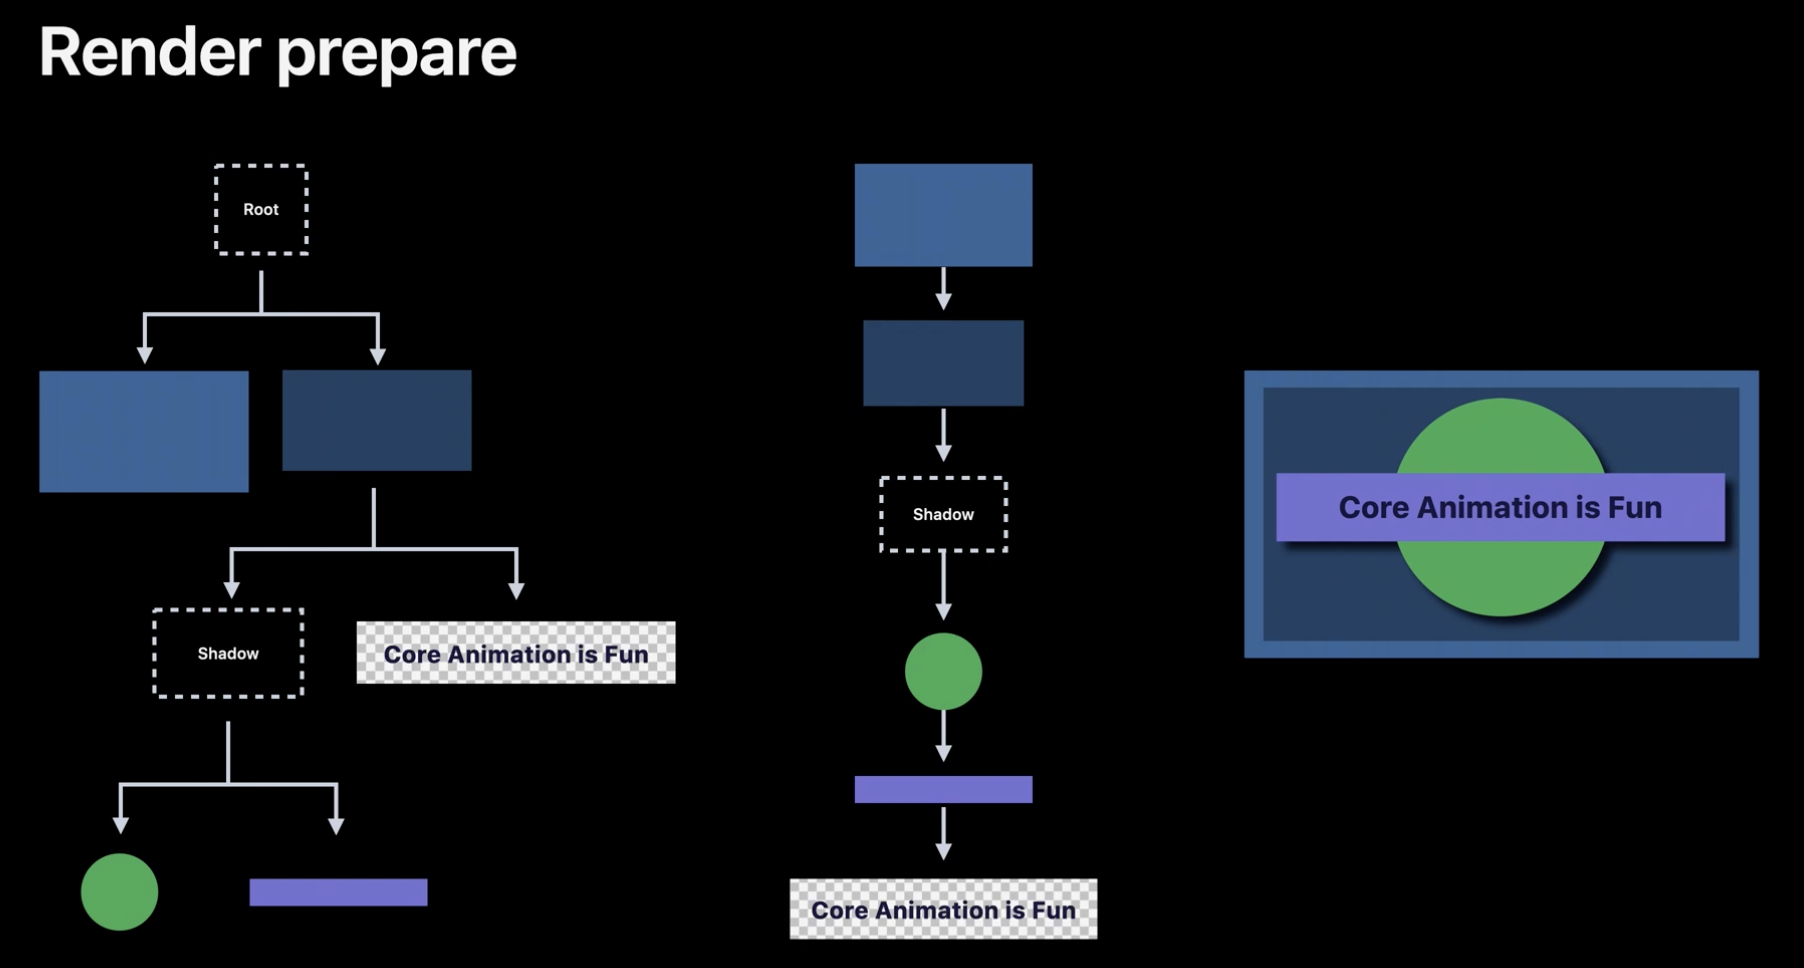 Render prepare
Root
Shadow
Core Animation is Fun
Shadow
Core Animation is Fun
Core Animation is Fun